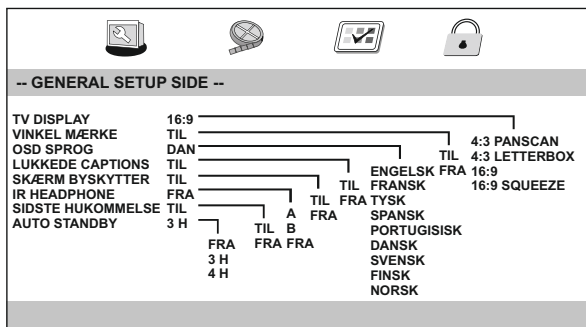 -- GENERAL SETUP SIDE --
TV DISPLAY 16:9
VINKEL MÆRKE TIL
OSD SPROG DAN
LUKKEDE CAPTIONS TIL
SKÆRM BYSKYTTER TIL
IR HEADPHONE FRA
SIDSTE HUKOMMELSE TIL
AUTO STANDBY 3 H
FRA
3 H
4 H
TIL
FRA
A
B
FRA
TIL
FRA
TIL
FRA
ENGELSK
FRANSK
TYSK
SPANSK
PORTUGISISK
DANSK
SVENSK
FINSK
NORSK
TIL
FRA
4:3 PANSCAN
4:3 LETTERBOX
16:9
16:9 SQUEEZE